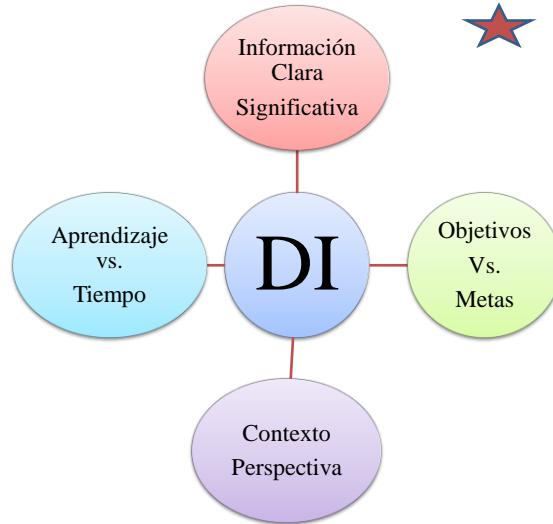 Información
Clara
Significativa
Aprendizaje
vs.
Tiempo
DI
Objetivos
Vs.
Metas
Contexto
Perspectiva